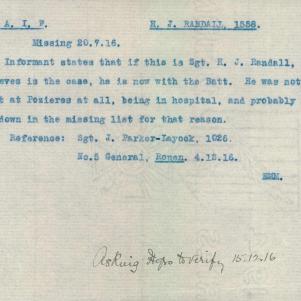 A. I. F. H. J. RANDALL, 1538.
Missing 20.7.16.
Informant states that if this is Sgt. H. J. Randall,
eves is the case, he is now with the Batt. He was not
t at Pozieres at all, being in hospital, and probably
down in the missing list for that reason.
Reference: Sgt. J. Parker-Laycock, 1026.
No.5 General, Rouen. 4.12.16.
Asking Hqrs to verify 15.12.16